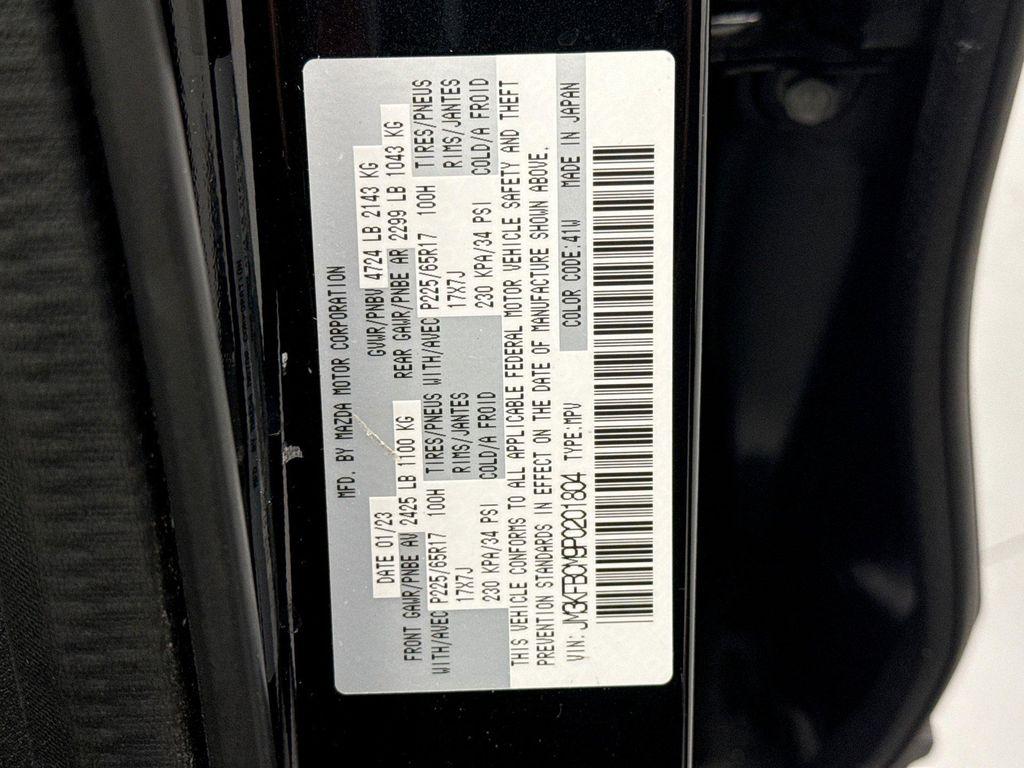 MFD. BY MAZDA MOTOR CORPORATION
DATE 01/23 GVWR/PNBV 4724 LB 2143 KG
FRONT GAWR/PNBE AV 2425 LB 1100 KG REAR GAWR/PNBE AR 2299 LB 1043 KG
WITH/AVEC P225/65R17 100H TIRES/PNEUS WITH/AVEC P225/65R17 100H TIRES/PNEUS
17X7J RIMS/JANTES 17X7J RIMS/JANTES
230 KPA/34 PSI COLD/A FROID 230 KPA/34 PSI COLD/A FROID
THIS VEHICLE CONFORMS TO ALL APPLICABLE FEDERAL MOTOR VEHICLE SAFETY AND THEFT
PREVENTION STANDARDS IN EFFECT ON THE DATE OF MANUFACTURE SHOWN ABOVE.
VIN: JM3KFBCM9P0201804 TYPE:MPV COLOR CODE:41W MADE IN JAPAN